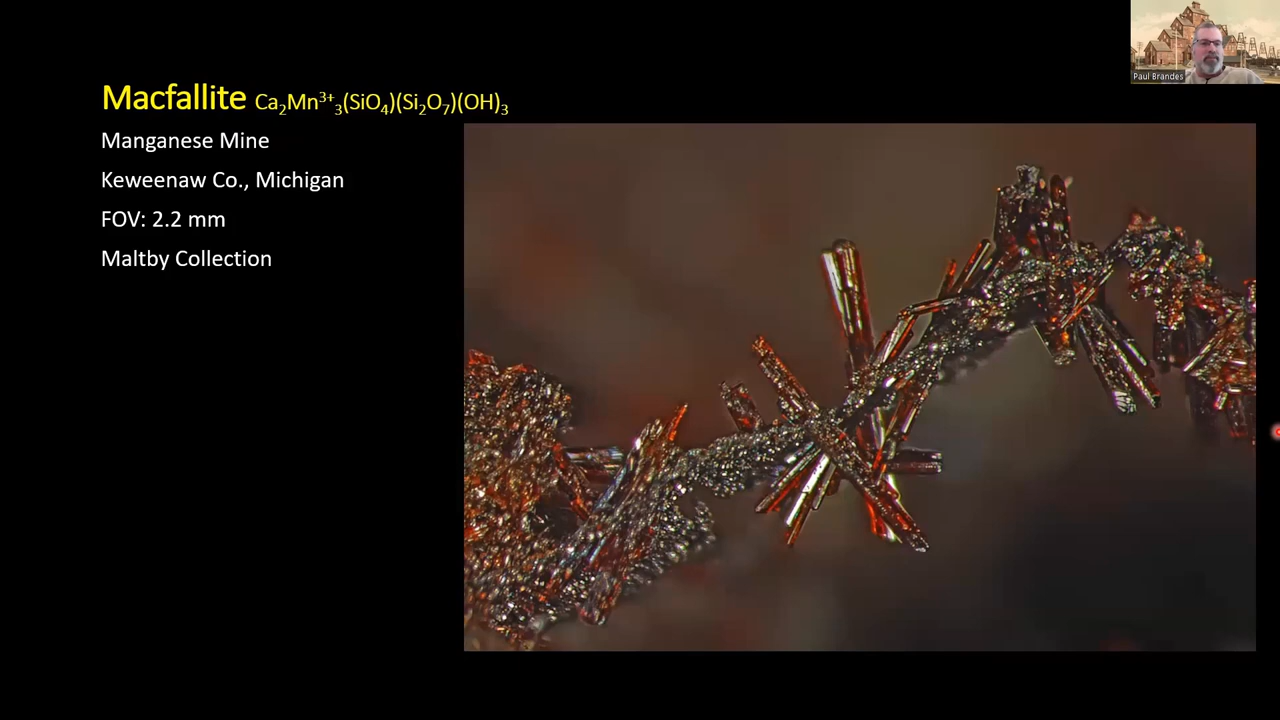 Macfallite Ca₂Mn³⁺₃(SiO₄)(Si₂O₇)(OH)₃
Manganese Mine
Keweenaw Co., Michigan
FOV: 2.2 mm
Maltby Collection
Paul Brandes